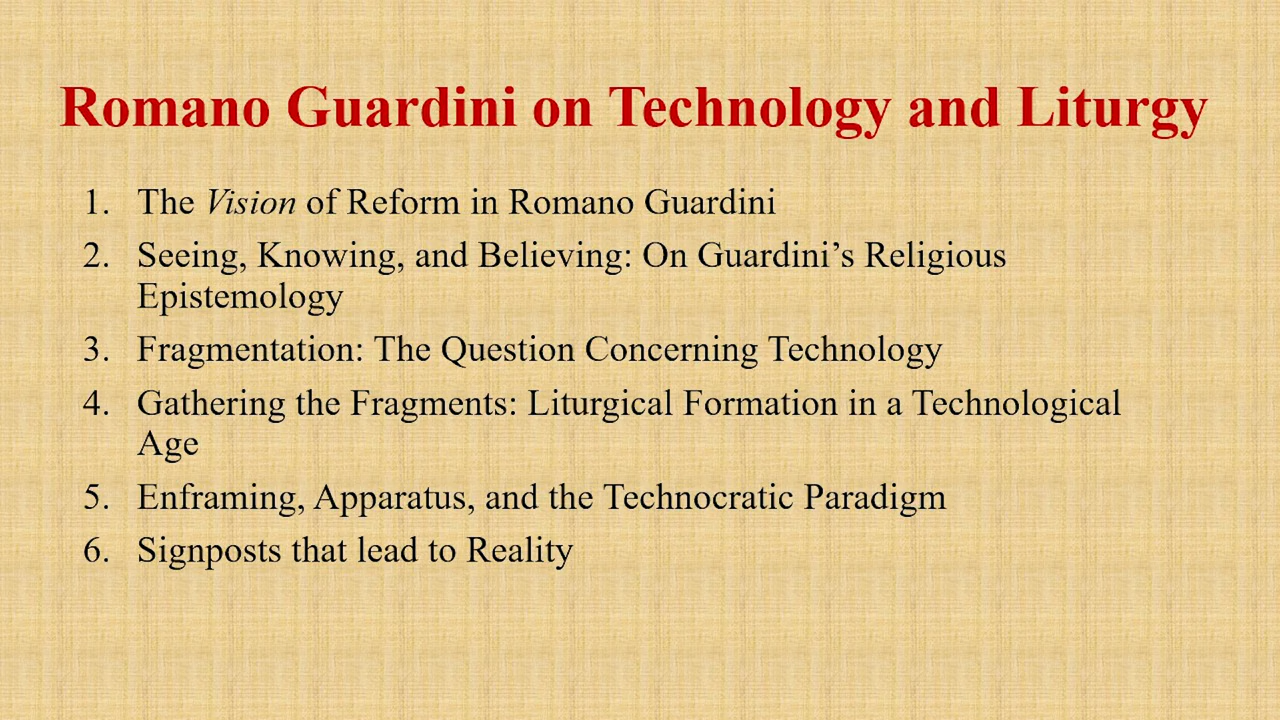 Romano Guardini on Technology and Liturgy
1. The Vision of Reform in Romano Guardini
2. Seeing, Knowing, and Believing: On Guardini’s Religious
Epistemology
3. Fragmentation: The Question Concerning Technology
4. Gathering the Fragments: Liturgical Formation in a Technological
Age
5. Enframing, Apparatus, and the Technocratic Paradigm
6. Signposts that lead to Reality